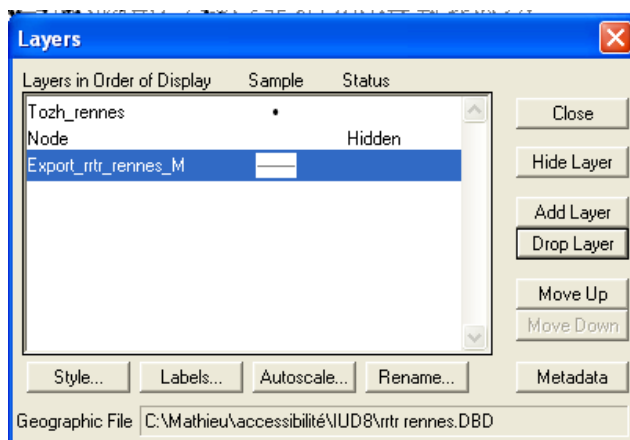 Layers
Layers in Order of Display Sample Status
Tozh_rennes
Node Hidden
Export_rrtr_rennes_M
Close
Hide Layer
Add Layer
Drop Layer
Move Up
Move Down
Metadata
Style... Labels... Autoscale... Rename...
Geographic File C:\Mathieu\accessibilité\IUD8\rrtr rennes.DBD